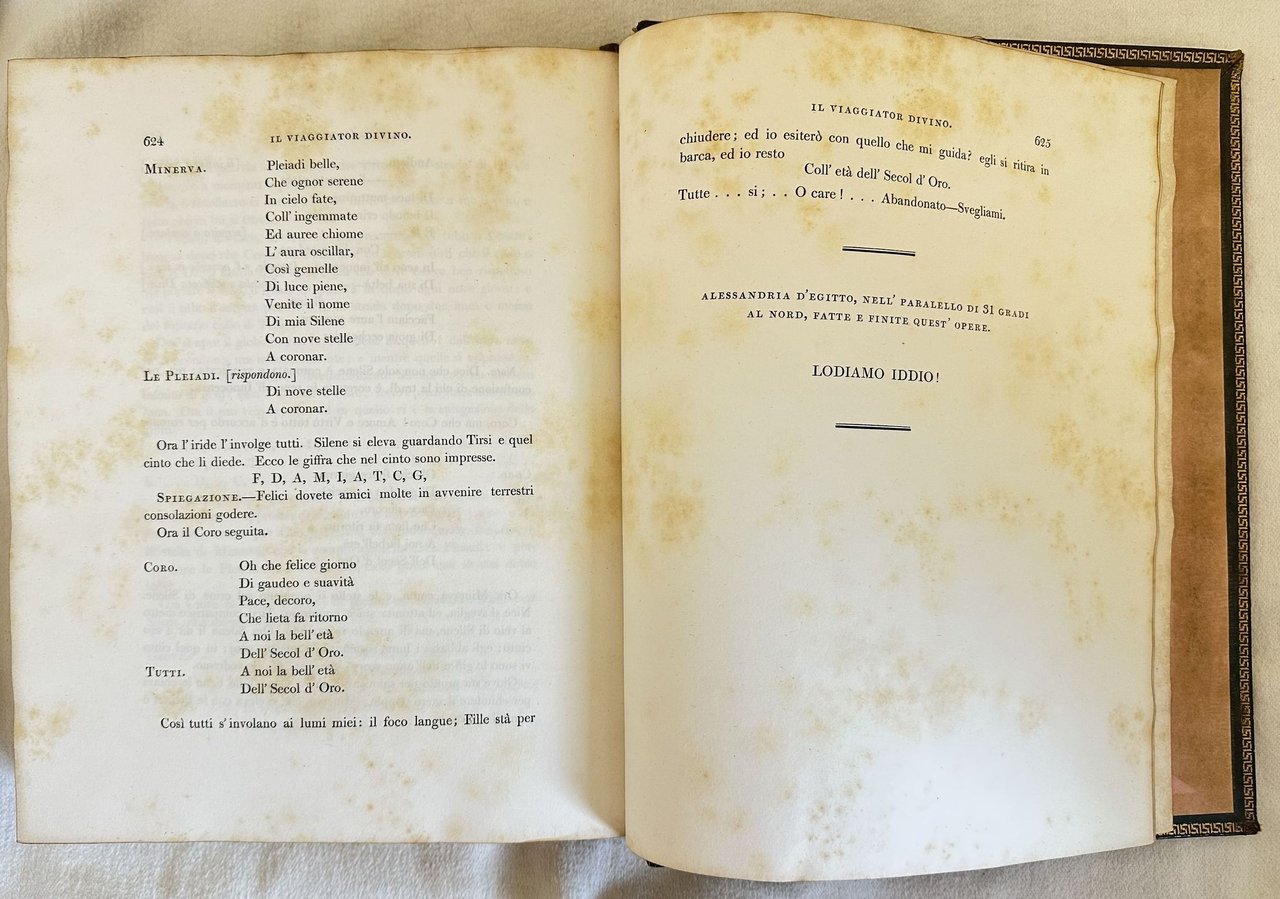 624
IL VIAGGIATOR DIVINO.
MINERVA. Pleiadi belle,
Che ognor serene
In cielo fate,
Coll' ingemmate
Ed auree chiome
L' aura oscillar,
Così gemelle
Di luce piene,
Venite il nome
Di mia Silene
Con nove stelle
A coronar.
LE PLEIADI. [rispondono.]
Di nove stelle
A coronar.
Ora l'iride l'involge tutti. Silene si eleva guardando Tirsi e quel
cinto che li diede. Ecco le giffra che nel cinto sono impresse.
F, D, A, M, I, A, T, C, G,
SPIEGAZIONE.—Felici dovete amici molte in avvenire terrestri
consolazioni godere.
Ora il Coro seguita.
CORO. Oh che felice giorno
Di gaudeo e suavità
Pace, decoro,
Che lieta fa ritorno
A noi la bell' età
Dell' Secol d' Oro.
TUTTI. A noi la bell' età
Dell' Secol d' Oro.
Così tutti s'involano ai lumi miei: il foco langue; Fille stà per
IL VIAGGIATOR DIVINO.
625
chiudere; ed io esiterò con quello che mi guida? egli si ritira in
barca, ed io resto
Coll' età dell' Secol d' Oro.
Tutte . . . si; . . O care! . . . Abandonato—Svegliami.
ALESSANDRIA D'EGITTO, NELL' PARALELLO DI 31 GRADI
AL NORD, FATTE E FINITE QUEST' OPERE.
LODIAMO IDDIO!